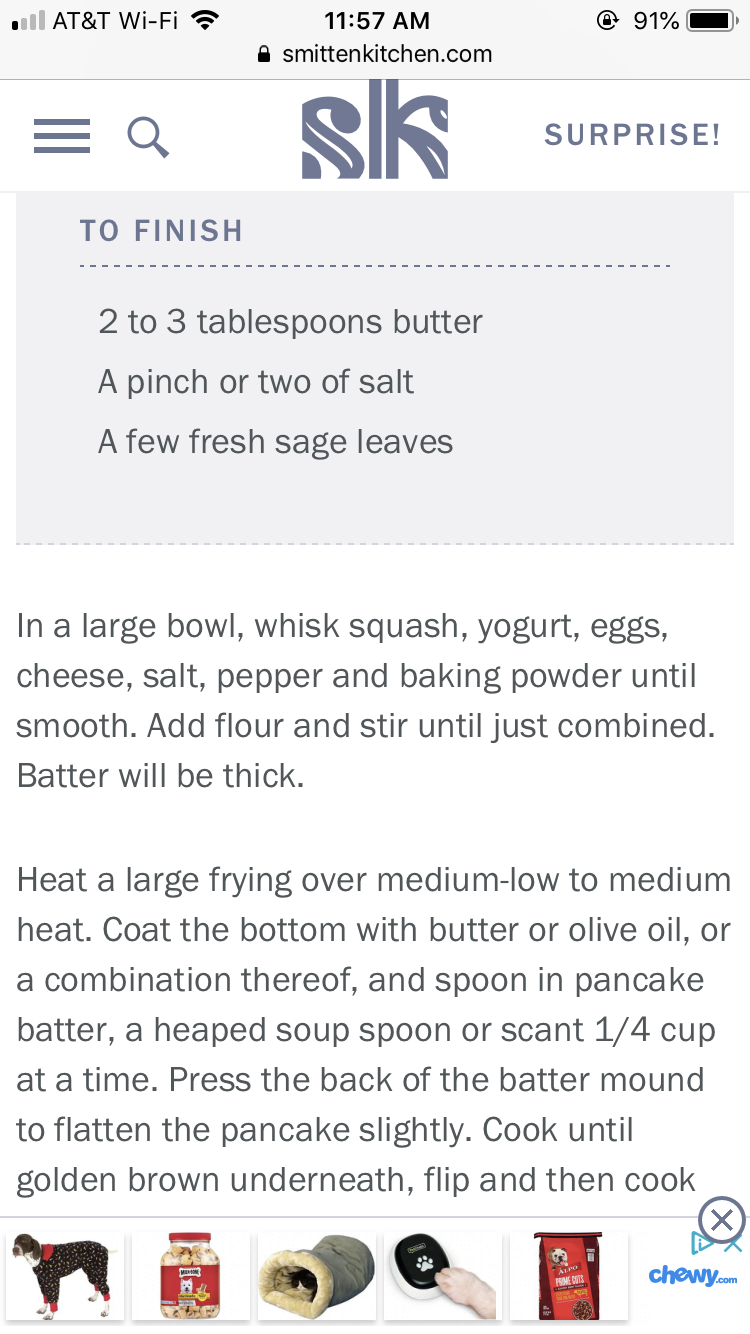 AT&T Wi-Fi 11:57 AM 91%
smittenkitchen.com
sk SURPRISE!
TO FINISH
2 to 3 tablespoons butter
A pinch or two of salt
A few fresh sage leaves
In a large bowl, whisk squash, yogurt, eggs,
cheese, salt, pepper and baking powder until
smooth. Add flour and stir until just combined.
Batter will be thick.
Heat a large frying over medium-low to medium
heat. Coat the bottom with butter or olive oil, or
a combination thereof, and spoon in pancake
batter, a heaped soup spoon or scant 1/4 cup
at a time. Press the back of the batter mound
to flatten the pancake slightly. Cook until
golden brown underneath, flip and then cook
MILK-BONE
ALPO
PRIME CUTS
chewy.com